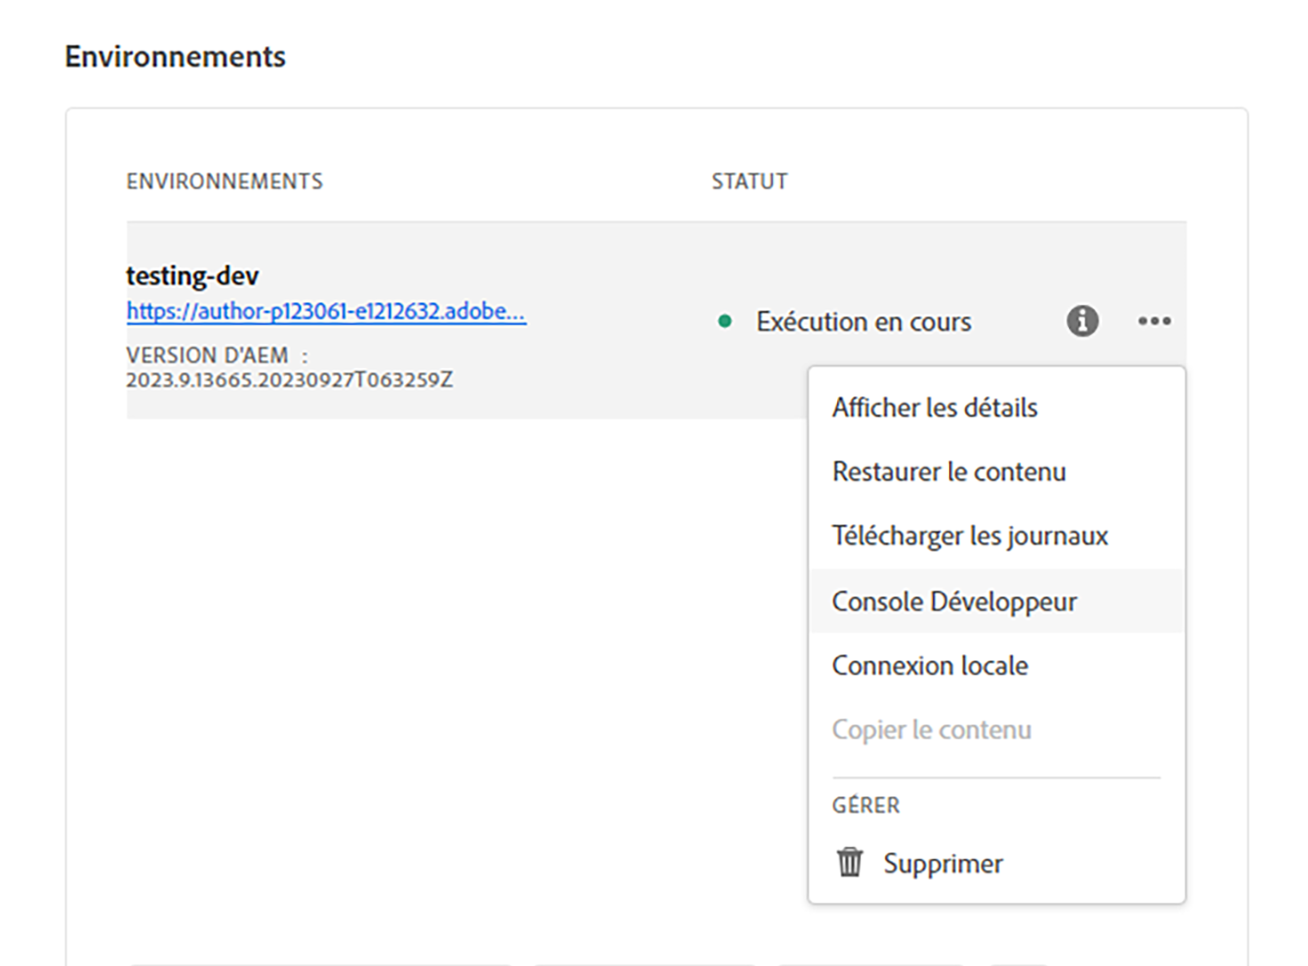 Environnements
ENVIRONNEMENTS
STATUT
testing-dev
https://author-p123061-e1212632.adobe...
VERSION D'AEM :
2023.9.13665.20230927T063259Z
Exécution en cours
Afficher les détails
Restaurer le contenu
Télécharger les journaux
Console Développeur
Connexion locale
Copier le contenu
GÉRER
Supprimer